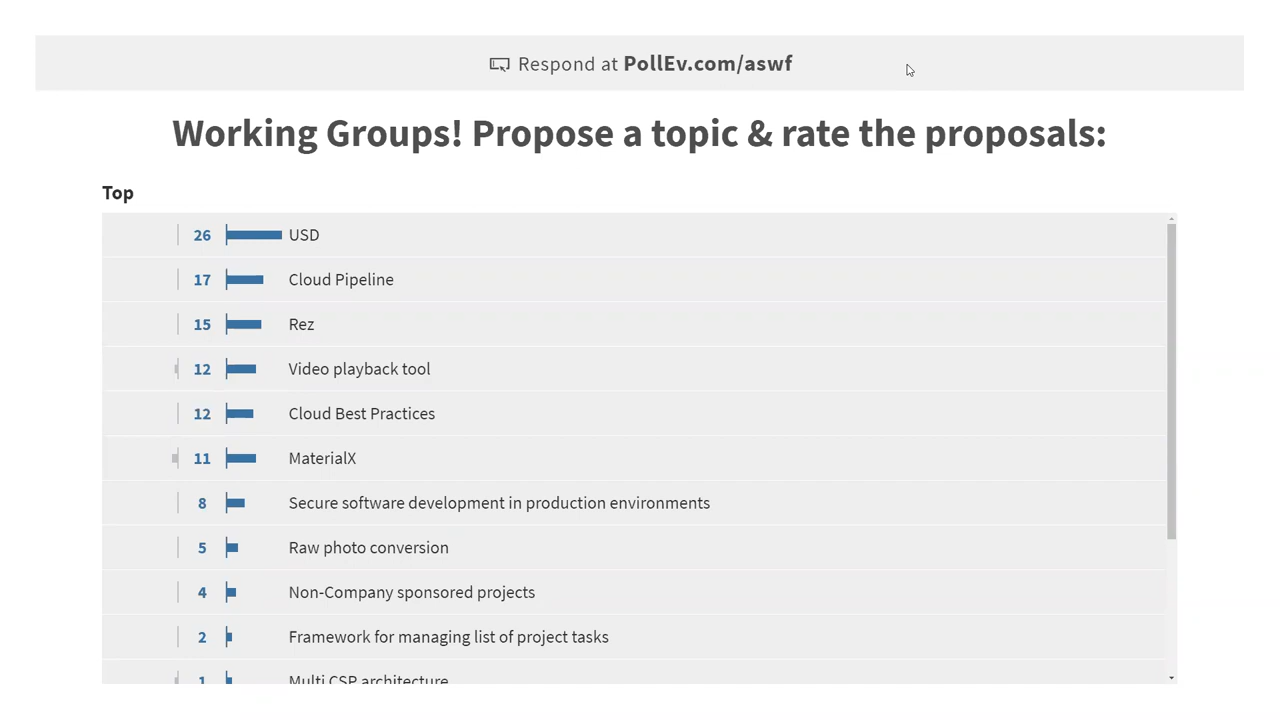 Respond at PollEv.com/aswf
Working Groups! Propose a topic & rate the proposals:
Top
26 USD
17 Cloud Pipeline
15 Rez
12 Video playback tool
12 Cloud Best Practices
11 MaterialX
8 Secure software development in production environments
5 Raw photo conversion
4 Non-Company sponsored projects
2 Framework for managing list of project tasks
1 Multi CSP architecture